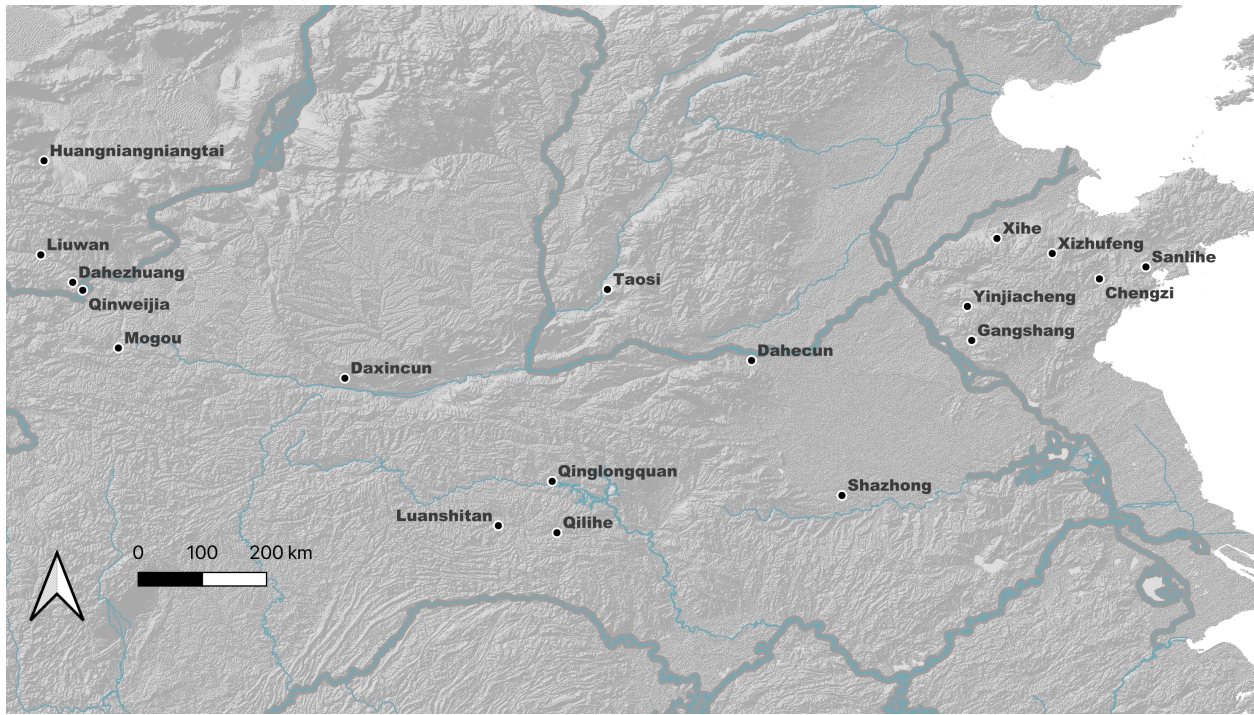 Huangniangniangtai
Xihe
Liuwan
Xizhufeng
Sanlihe
Dahezhuang
Taosi
Chengzi
Qinweijia
Yinjiacheng
Mogou
Gangshang
Dahecun
Daxincun
Qinglongquan
Shazhong
Luanshitan
Qilihe
0 100 200 km